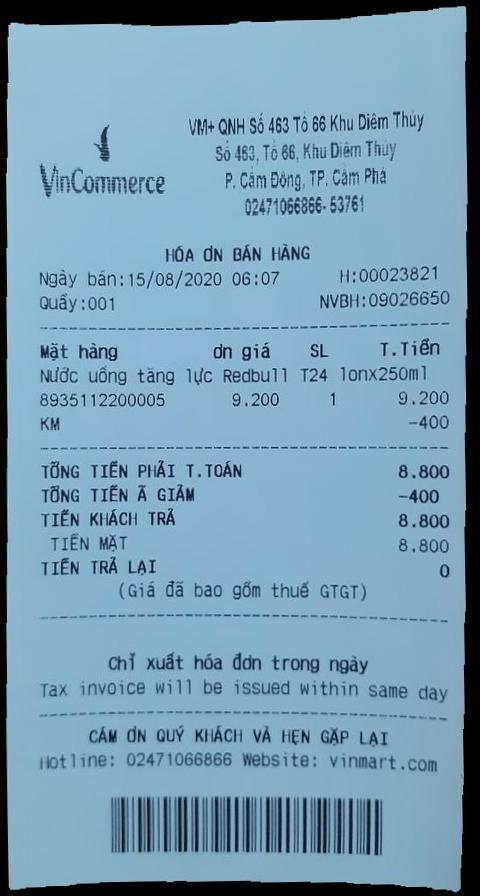 VinCommerce
VM+ QNH Số 463 Tổ 66 Khu Diêm Thủy
Số 463, Tổ 66, Khu Diêm Thủy
P. Cẩm Đông, TP. Cẩm Phả
02471066866- 53761
HÓA ƠN BÁN HÀNG
Ngày bán:15/08/2020 06:07 H:00023821
Quầy:001 NVBH:09026650
Mặt hàng ơn giá SL T.Tiền
Nước uống tăng lực Redbull T24 lonx250ml
8935112200005 9.200 1 9.200
KM -400
TỔNG TIỀN PHẢI T.TOÁN 8.800
TỔNG TIỀN Ã GIẢM -400
TIỀN KHÁCH TRẢ 8.800
TIỀN MẶT 8.800
TIỀN TRẢ LẠI 0
(Giá đã bao gồm thuế GTGT)
Chỉ xuất hóa đơn trong ngày
Tax invoice will be issued within same day
CẢM ƠN QUÝ KHÁCH VÀ HẸN GẶP LẠI
Hotline: 02471066866 Website: vinmart.com